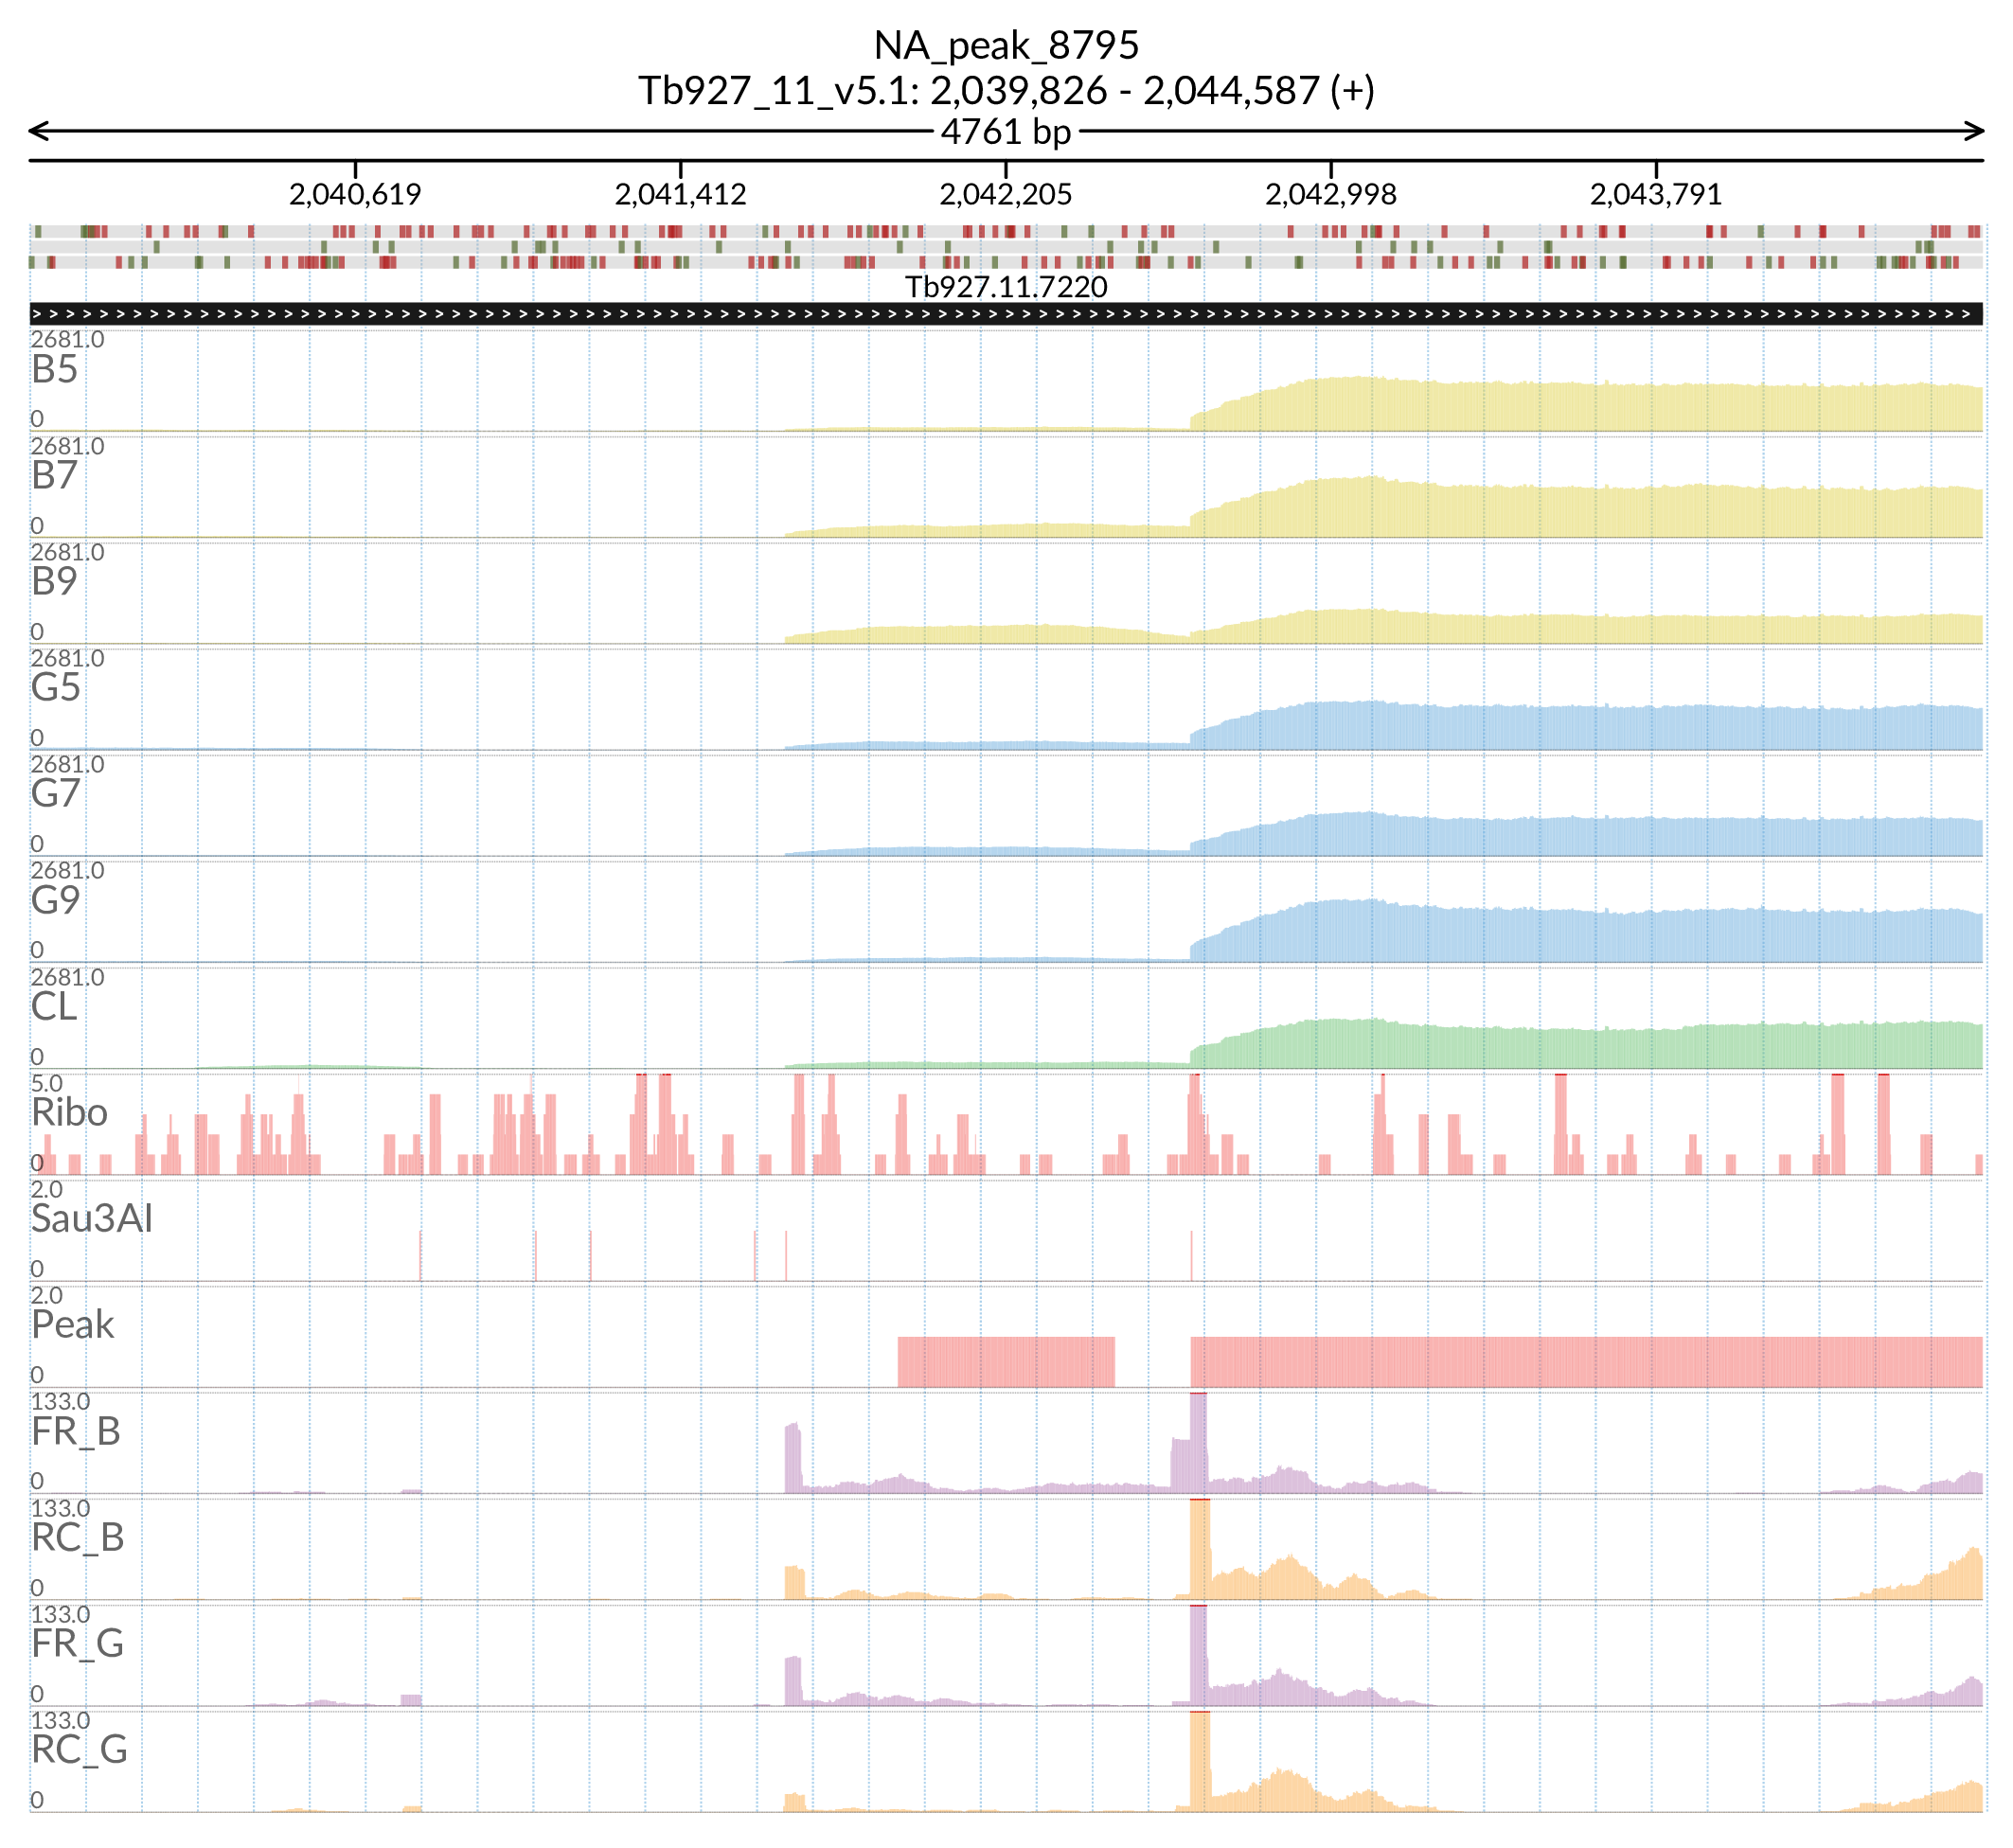 NA_peak_8795
Tb927_11_v5.1: 2,039,826 - 2,044,587 (+)
4761 bp
2,040,619 2,041,412 2,042,205 2,042,998 2,043,791
Tb927.11.7220
2681.0
B5
0
2681.0
B7
0
2681.0
B9
0
2681.0
G5
0
2681.0
G7
0
2681.0
G9
0
2681.0
CL
0
5.0
Ribo
0
2.0
Sau3AI
0
2.0
Peak
0
133.0
FR_B
0
133.0
RC_B
0
133.0
FR_G
0
133.0
RC_G
0